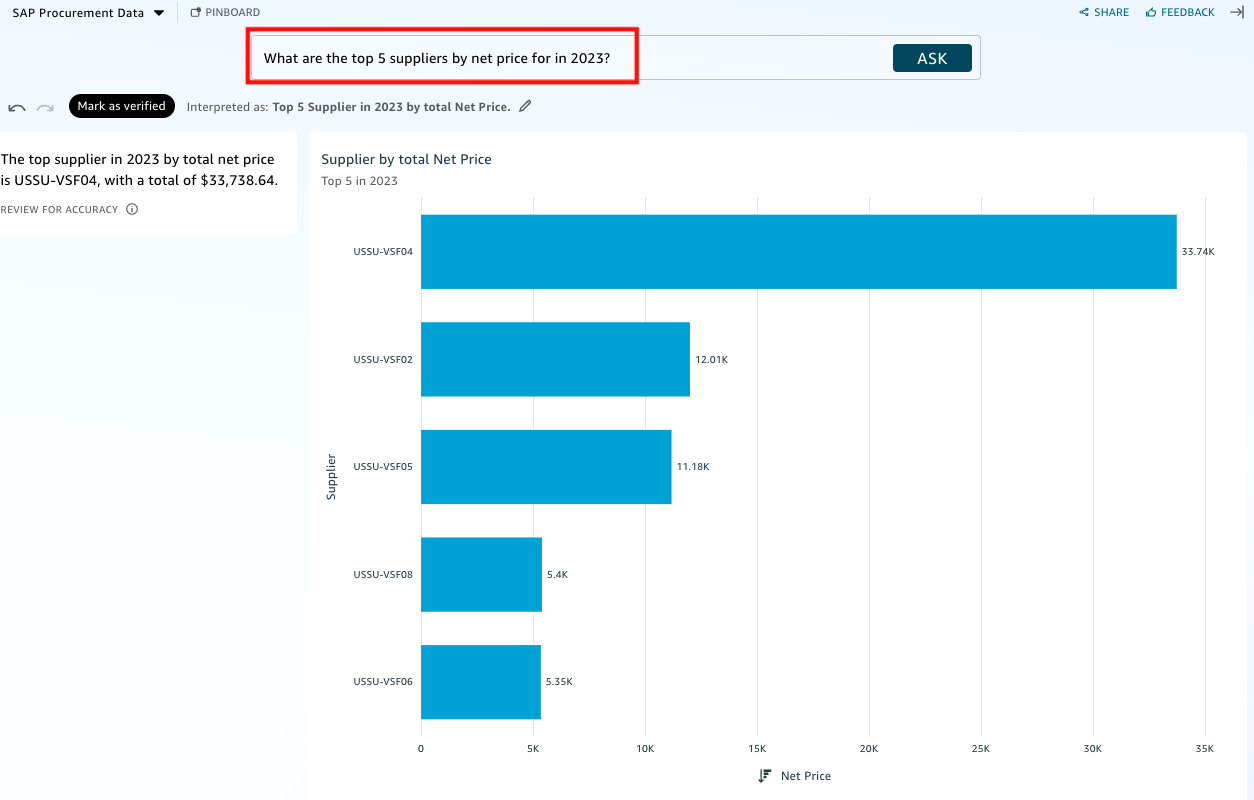 SAP Procurement Data PINBOARD SHARE FEEDBACK
What are the top 5 suppliers by net price for in 2023? ASK
Mark as verified Interpreted as: Top 5 Supplier in 2023 by total Net Price.
The top supplier in 2023 by total net price
is USSU-VSF04, with a total of $33,738.64.
REVIEW FOR ACCURACY
Supplier by total Net Price
Top 5 in 2023
Supplier
USSU-VSF04 33.74K
USSU-VSF02 12.01K
USSU-VSF05 11.18K
USSU-VSF08 5.4K
USSU-VSF06 5.35K
0 5K 10K 15K 20K 25K 30K 35K
Net Price